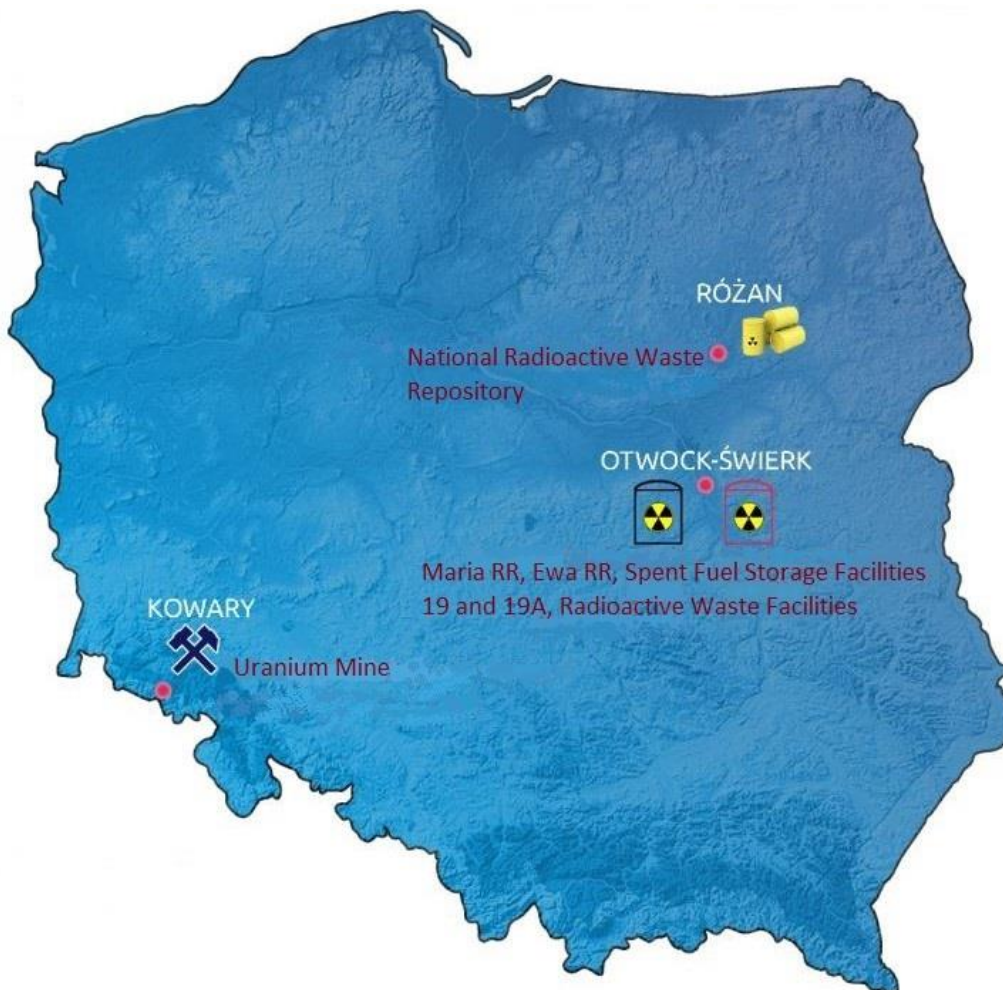 RÓŻAN
National Radioactive Waste
Repository
OTWOCK-ŚWIERK
Maria RR, Ewa RR, Spent Fuel Storage Facilities
19 and 19A, Radioactive Waste Facilities
KOWARY
Uranium Mine